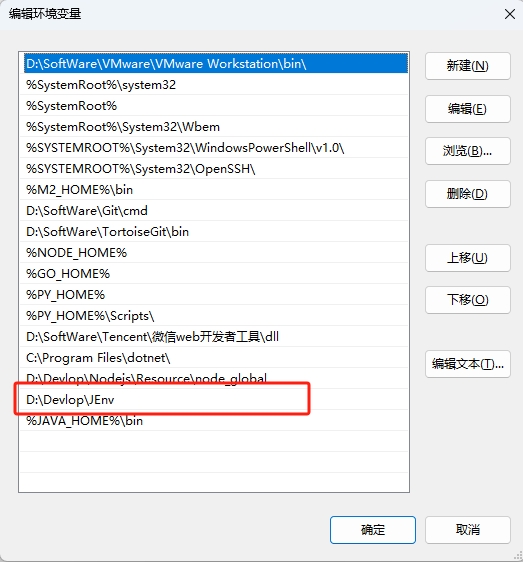 编辑环境变量
D:\SoftWare\VMware\VMware Workstation\bin\
%SystemRoot%\system32
%SystemRoot%
%SystemRoot%\System32\Wbem
%SYSTEMROOT%\System32\WindowsPowerShell\v1.0\
%SYSTEMROOT%\System32\OpenSSH\
%M2_HOME%\bin
D:\SoftWare\Git\cmd
D:\SoftWare\TortoiseGit\bin
%NODE_HOME%
%GO_HOME%
%PY_HOME%
%PY_HOME%\Scripts\
D:\SoftWare\Tencent\微信web开发者工具\dll
C:\Program Files\dotnet\
D:\Devlop\Nodejs\Resource\node_global
D:\Devlop\JEnv
%JAVA_HOME%\bin
新建(N)
编辑(E)
浏览(B)...
删除(D)
上移(U)
下移(O)
编辑文本(T)...
确定
取消